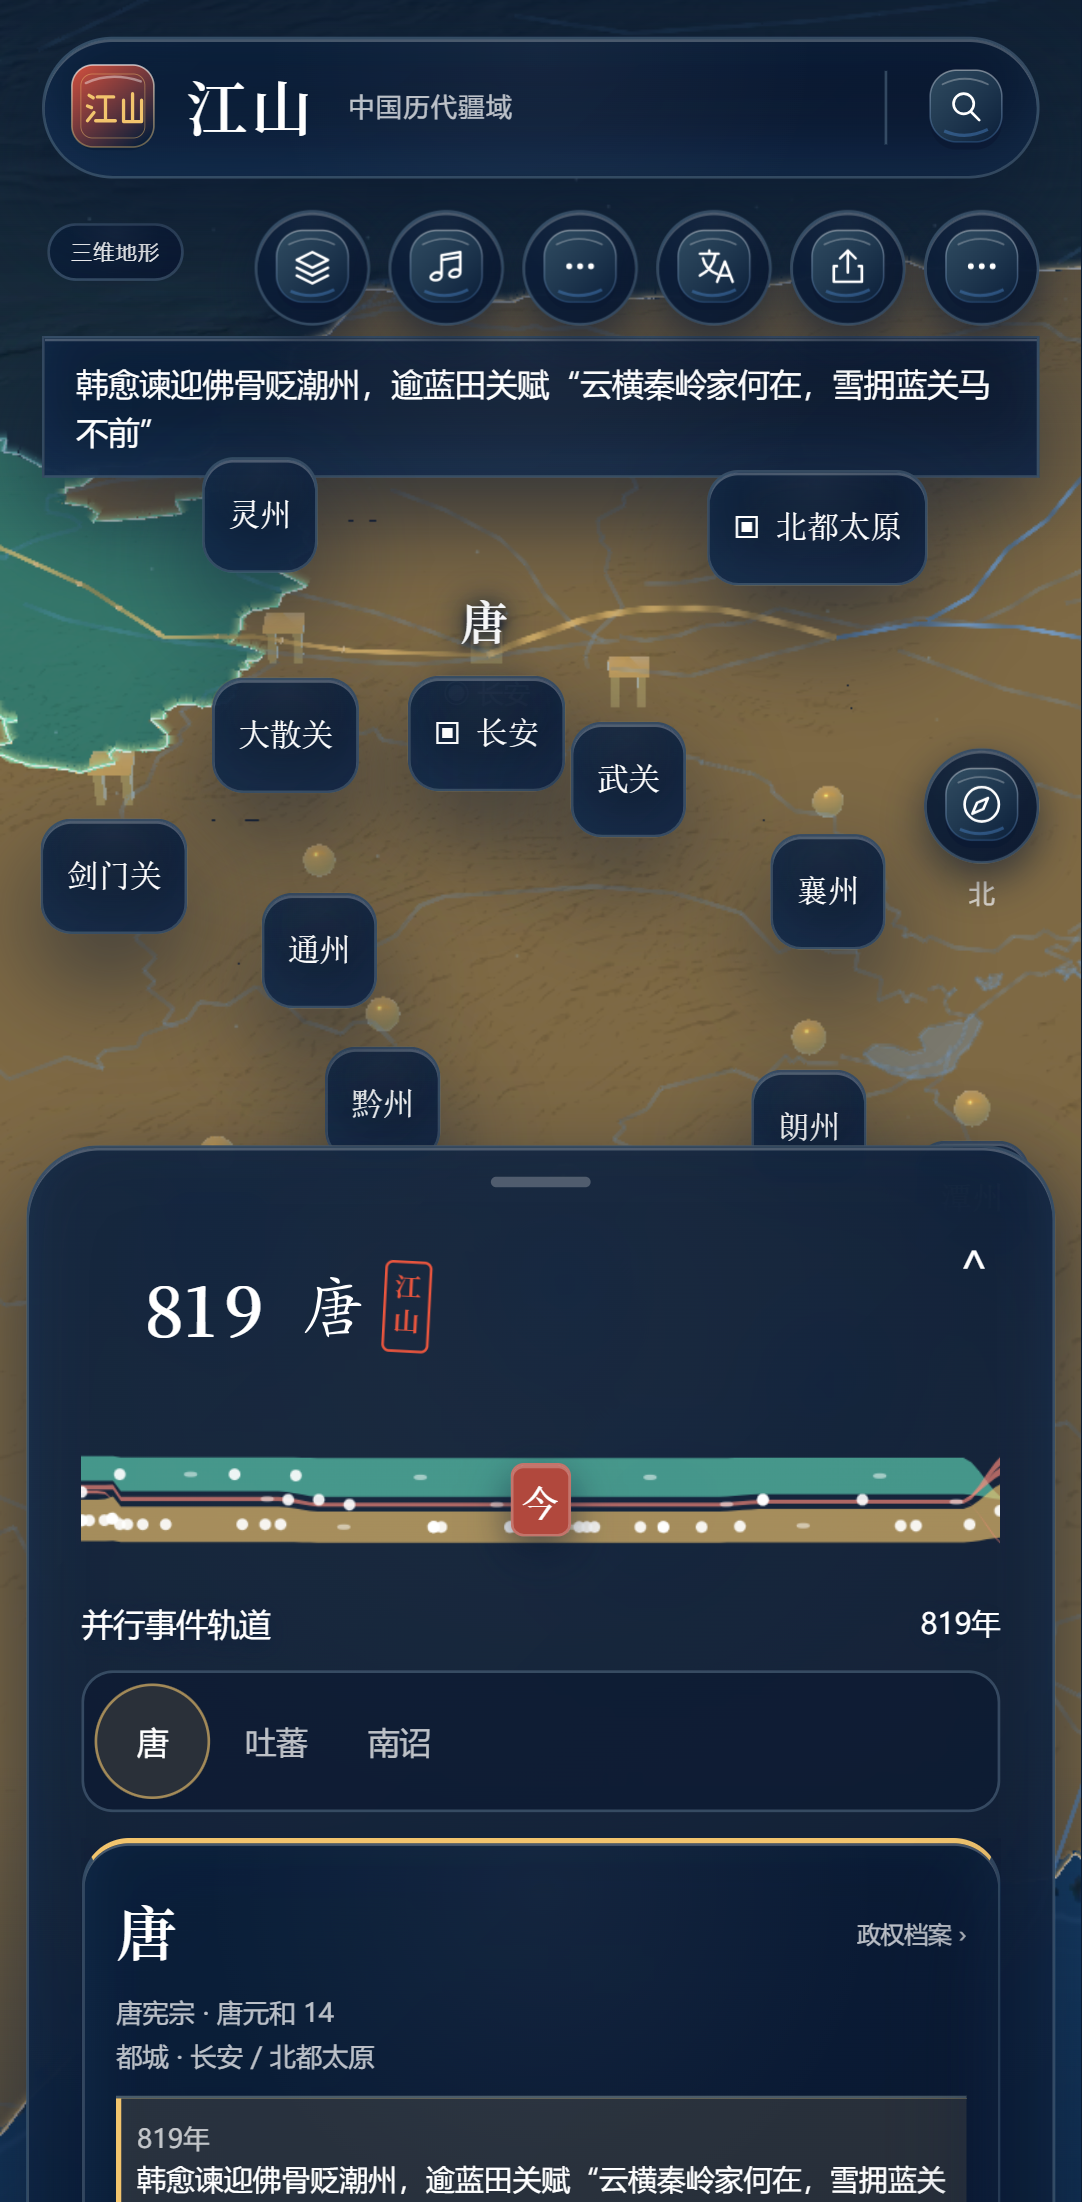 江山
江山 中国历代疆域
三维地形
韩愈谏迎佛骨贬潮州，逾蓝田关赋“云横秦岭家何在，雪拥蓝关马
不前”
灵州
北都太原
唐
大散关
长安
武关
剑门关
襄州
北
通州
黔州
朗州
819 唐
江山
今
并行事件轨道 819年
唐 吐蕃 南诏
唐 政权档案 ›
唐宪宗 · 唐元和 14
都城 · 长安 / 北都太原
819年
韩愈谏迎佛骨贬潮州，逾蓝田关赋“云横秦岭家何在，雪拥蓝关